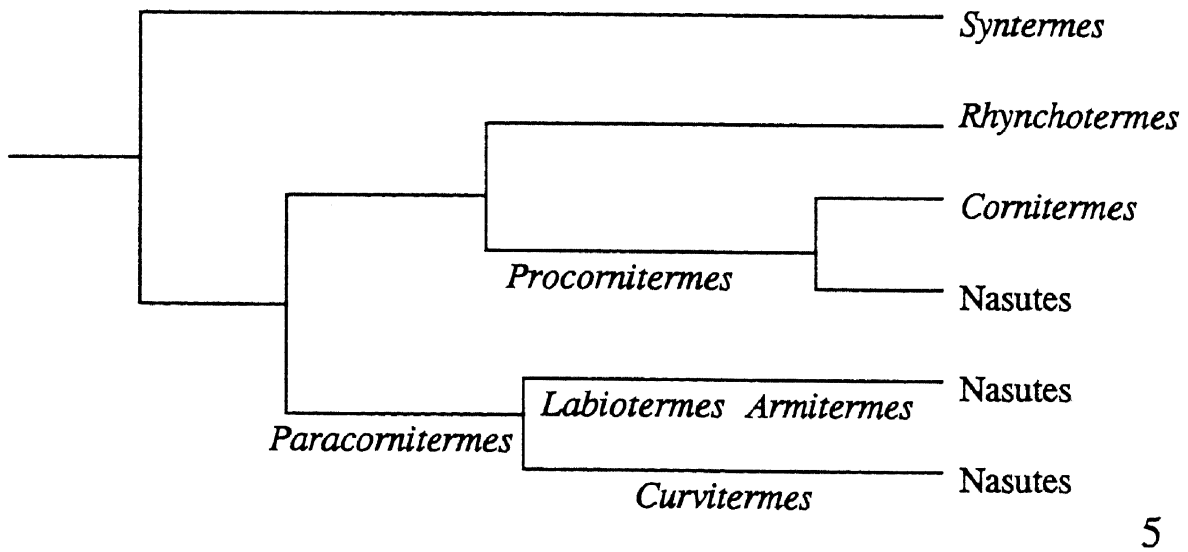 Syntermes
Rhynchotermes
Cornitermes
Procornitermes
Nasutes
Nasutes
Labiotermes Armitermes
Paracornitermes
Nasutes
Curvitermes
5